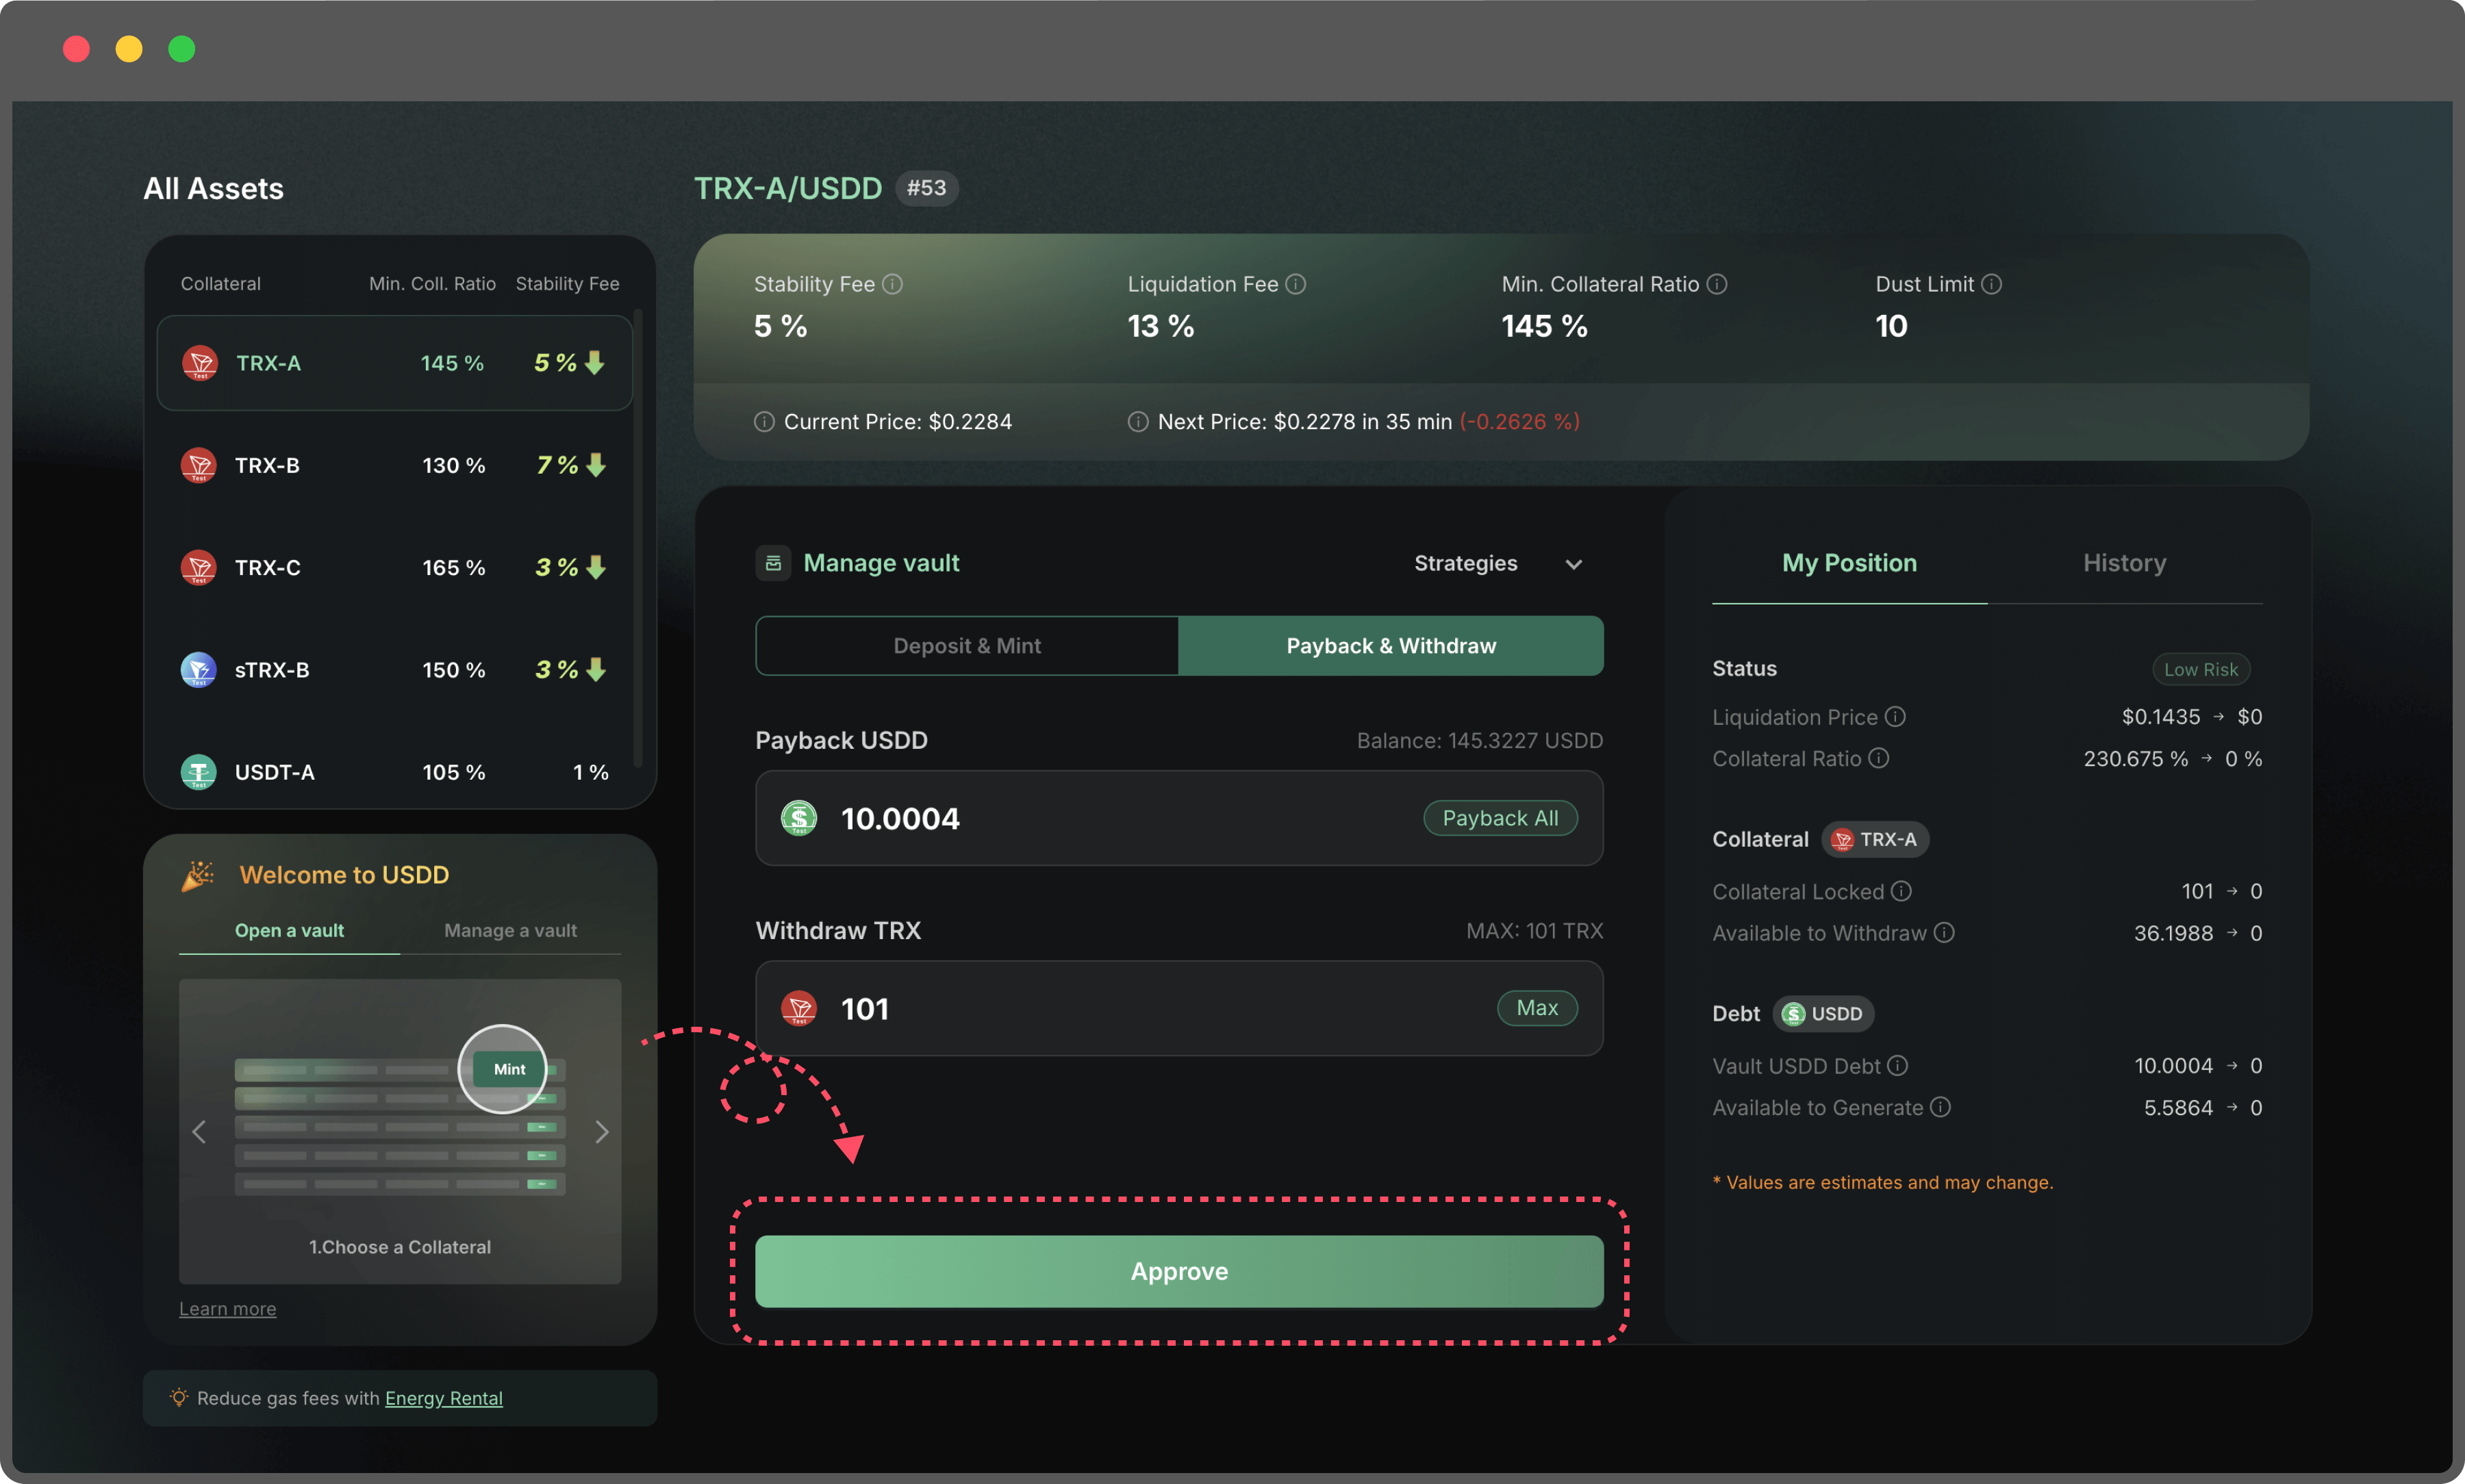 All Assets
Collateral Min. Coll. Ratio Stability Fee
TRX-A 145 % 5 %
TRX-B 130 % 7 %
TRX-C 165 % 3 %
sTRX-B 150 % 3 %
USDT-A 105 % 1 %
Welcome to USDD
Open a vault Manage a vault
Mint
1.Choose a Collateral
Learn more
Reduce gas fees with Energy Rental
TRX-A/USDD #53
Stability Fee Liquidation Fee Min. Collateral Ratio Dust Limit
5 % 13 % 145 % 10
Current Price: $0.2284 Next Price: $0.2278 in 35 min (-0.2626 %)
Manage vault Strategies
Deposit & Mint Payback & Withdraw
Payback USDD Balance: 145.3227 USDD
10.0004 Payback All
Withdraw TRX MAX: 101 TRX
101 Max
Approve
My Position History
Status Low Risk
Liquidation Price $0.1435 → $0
Collateral Ratio 230.675 % → 0 %
Collateral TRX-A
Collateral Locked 101 → 0
Available to Withdraw 36.1988 → 0
Debt USDD
Vault USDD Debt 10.0004 → 0
Available to Generate 5.5864 → 0
* Values are estimates and may change.